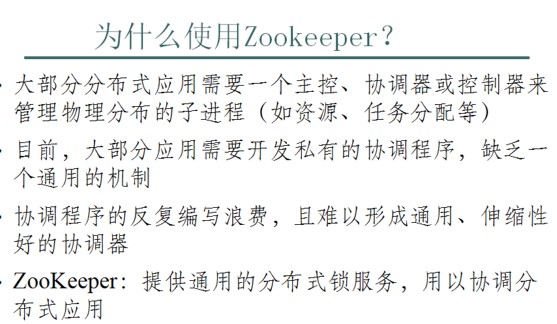 为什么使用Zookeeper？
大部分分布式应用需要一个主控、协调器或控制器来
管理物理分布的子进程（如资源、任务分配等）
目前，大部分应用需要开发私有的协调程序，缺乏一
个通用的机制
协调程序的反复编写浪费，且难以形成通用、伸缩性
好的协调器
ZooKeeper：提供通用的分布式锁服务，用以协调分
布式应用